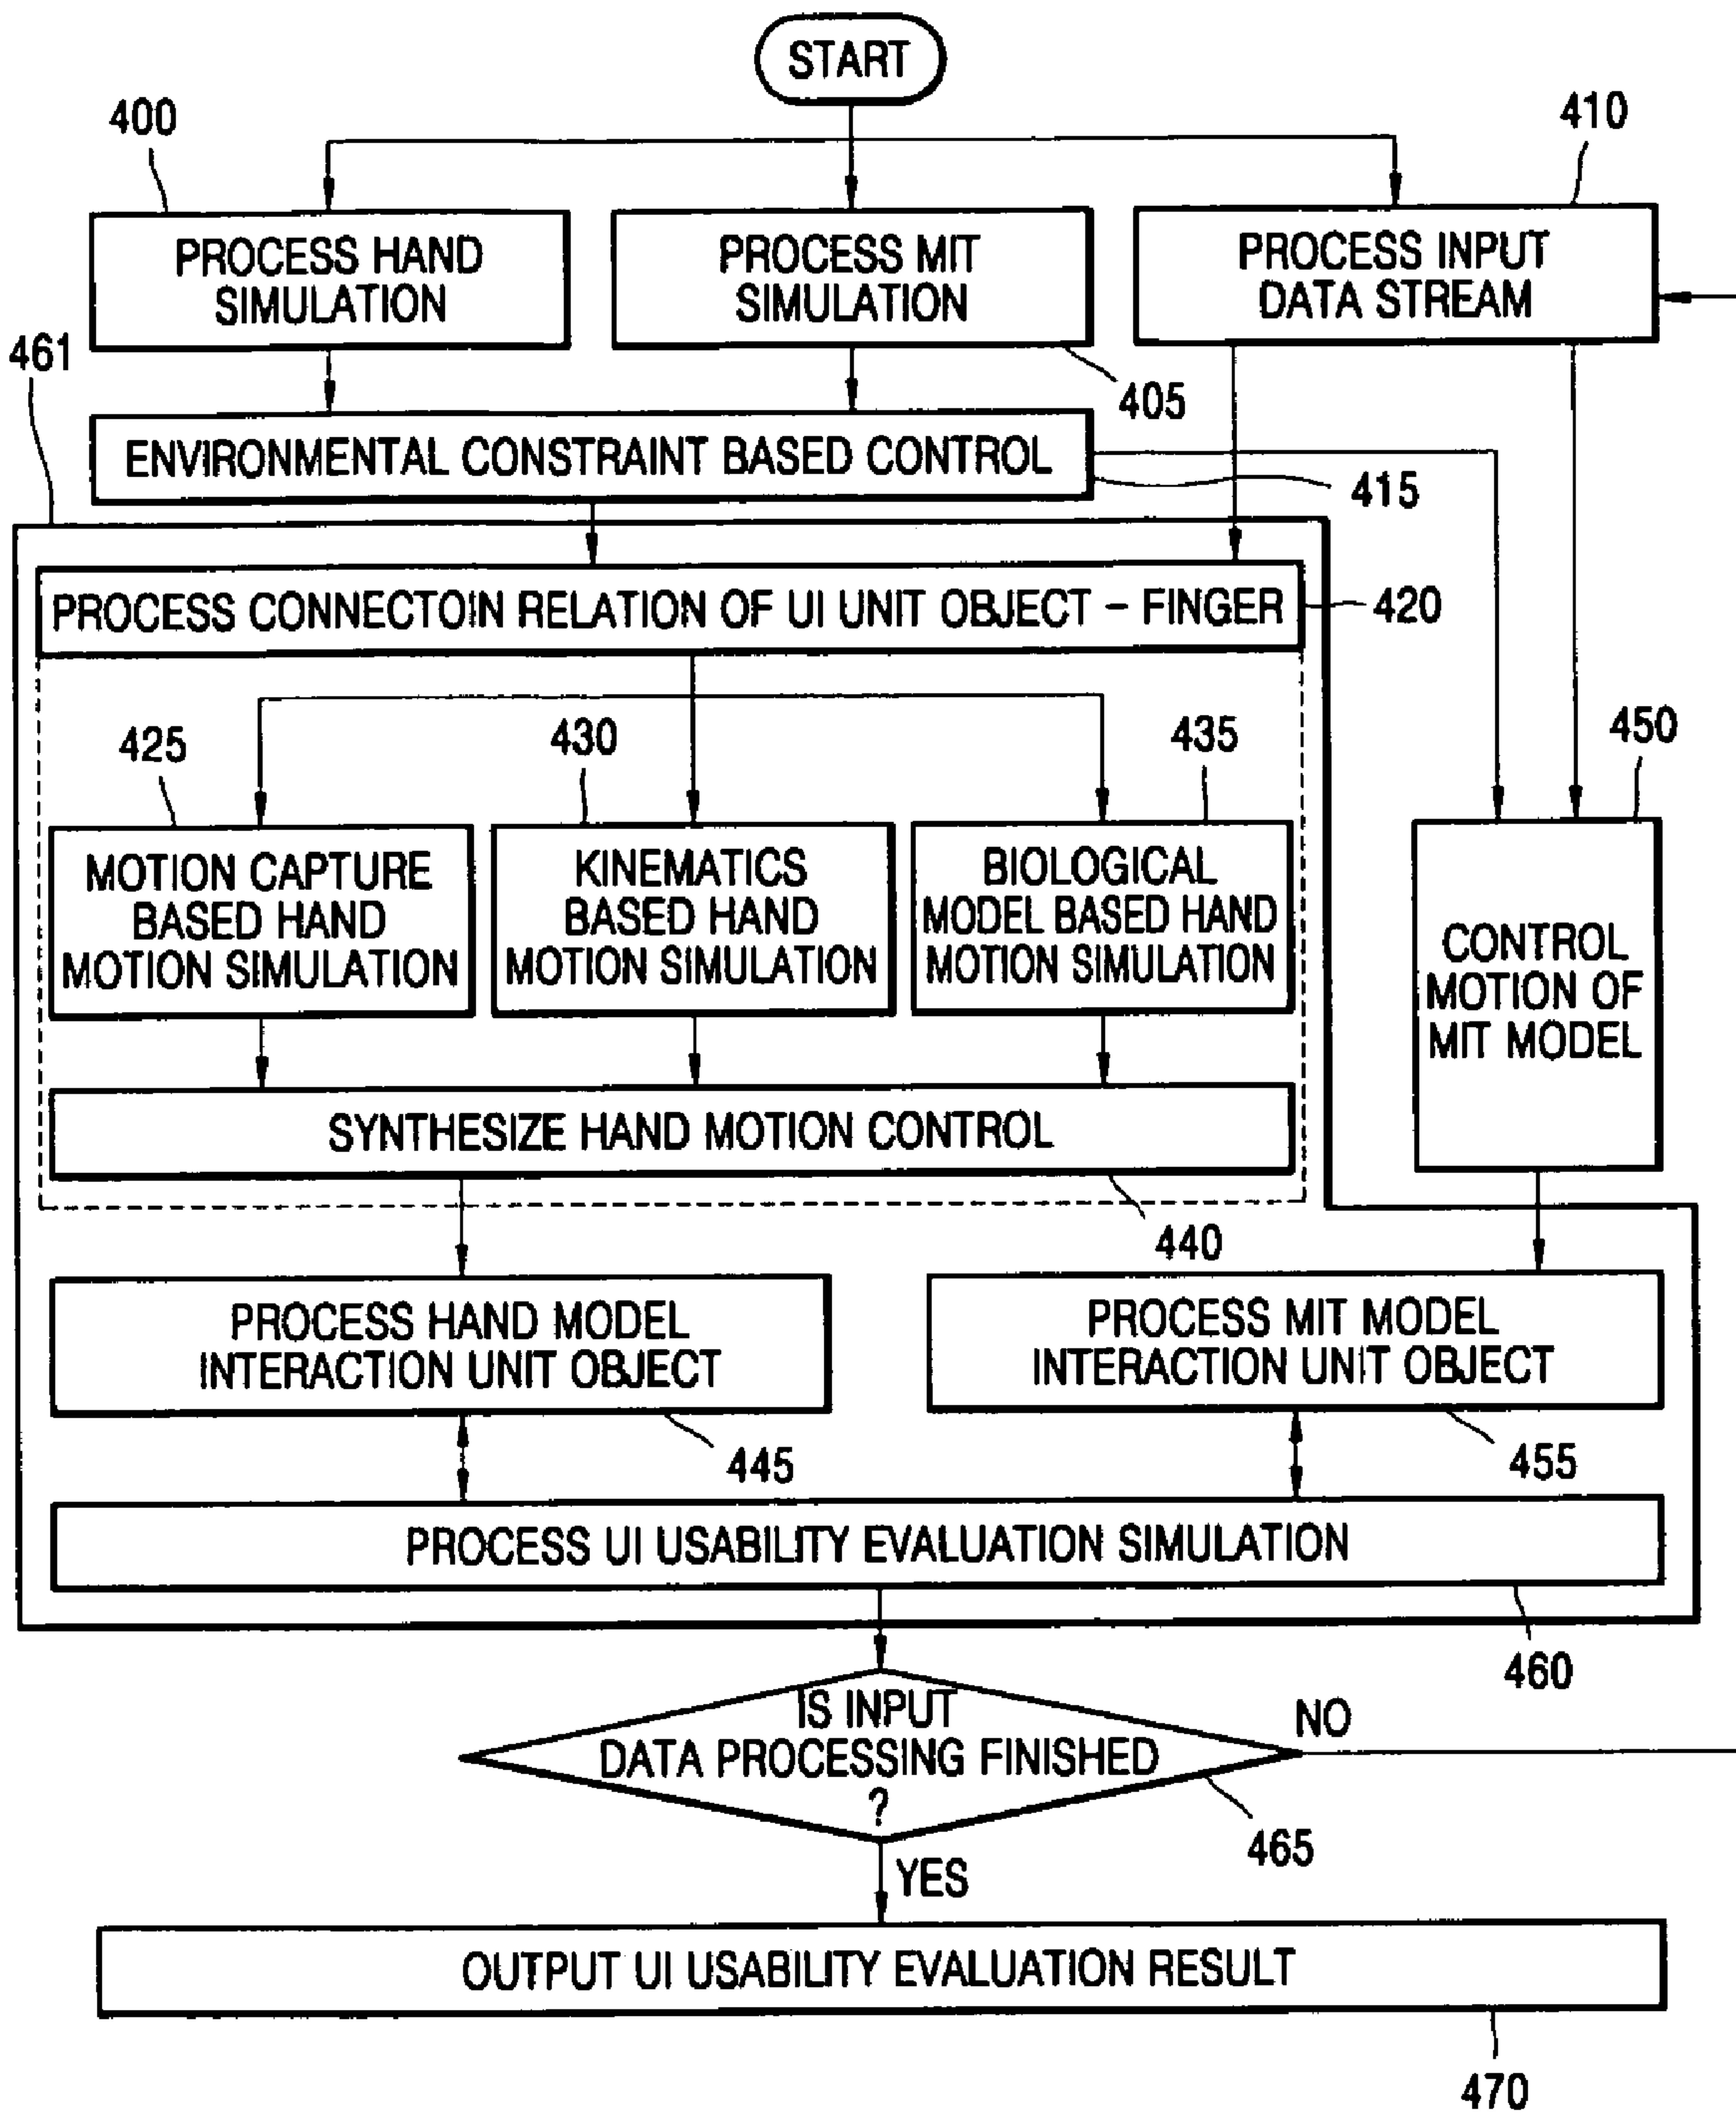 START
400
410
PROCESS HAND
SIMULATION
PROCESS MIT
SIMULATION
PROCESS INPUT
DATA STREAM
461
405
ENVIRONMENTAL CONSTRAINT BASED CONTROL
415
PROCESS CONNECTOIN RELATION OF UI UNIT OBJECT - FINGER
420
425
430
435
450
MOTION CAPTURE
BASED HAND
MOTION SIMULATION
KINEMATICS
BASED HAND
MOTION SIMULATION
BIOLOGICAL
MODEL BASED HAND
MOTION SIMULATION
CONTROL
MOTION OF
MIT MODEL
SYNTHESIZE HAND MOTION CONTROL
440
PROCESS HAND MODEL
INTERACTION UNIT OBJECT
PROCESS MIT MODEL
INTERACTION UNIT OBJECT
445
455
PROCESS UI USABILITY EVALUATION SIMULATION
460
IS INPUT
DATA PROCESSING FINISHED
?
NO
465
YES
OUTPUT UI USABILITY EVALUATION RESULT
470